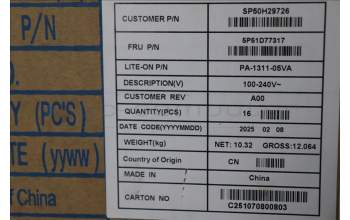 P/N
O.
Y (PC'S)
TE (yyww)
China
CUSTOMER P/N SP50H29726
FRU P/N 5P51D77317
LITE-ON P/N PA-1311-05VA
DESCRIPTION(V) 100-240V~
CUSTOMER REV A00
QUANTITY(PCS) 16
DATE CODE(YYYYMMDD) 2025 02 08
WEIGHT(kg) NET: 10.32 GROSS:12.064
Country of Origin CN
MADE IN China
CARTON NO C251070800803